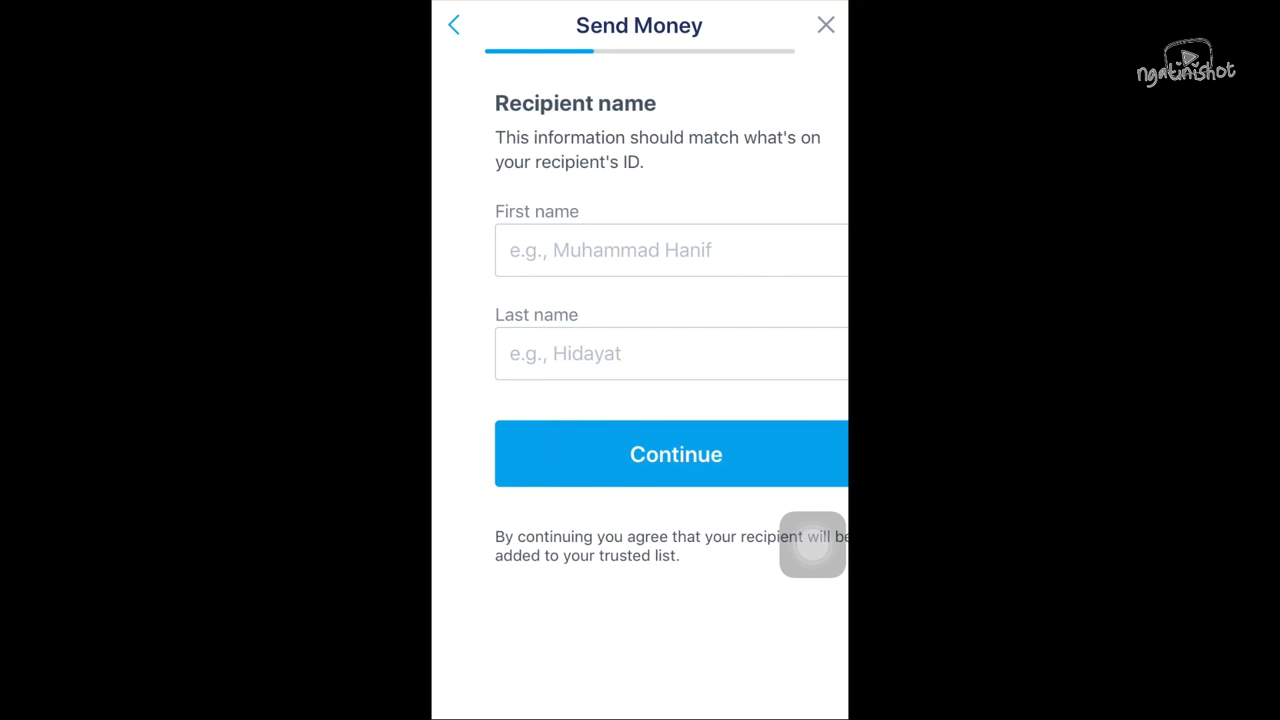 Send Money
ngatinishot
Recipient name
This information should match what's on
your recipient's ID.
First name
e.g., Muhammad Hanif
Last name
e.g., Hidayat
Continue
By continuing you agree that your recipient will be
added to your trusted list.